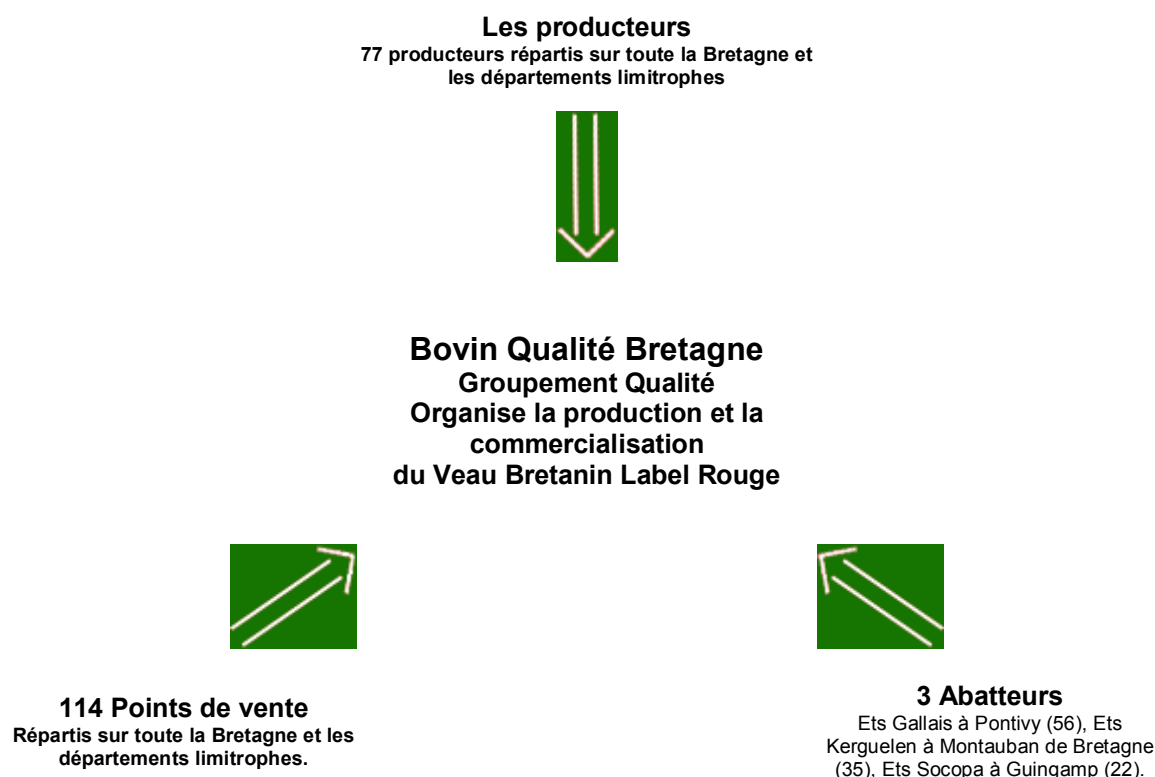 Les producteurs
77 producteurs répartis sur toute la Bretagne et
les départements limitrophes
Bovin Qualité Bretagne
Groupement Qualité
Organise la production et la
commercialisation
du Veau Bretanin Label Rouge
114 Points de vente
Répartis sur toute la Bretagne et les
départements limitrophes.
3 Abatteurs
Ets Gallais à Pontivy (56), Ets
Kerguelen à Montauban de Bretagne
(35), Ets Socopa à Guingamp (22).